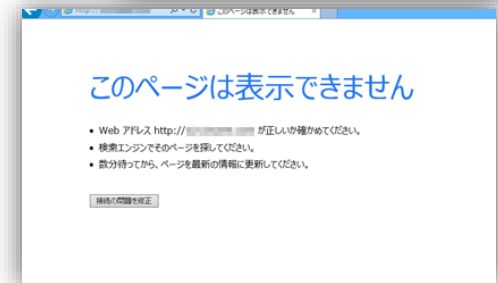 http://
このページは表示できません ×
このページは表示できません
• Web アドレス http:// が正しいか確かめてください。
• 検索エンジンでそのページを探してください。
• 数分待ってから、ページを最新の情報に更新してください。
接続の問題を修正